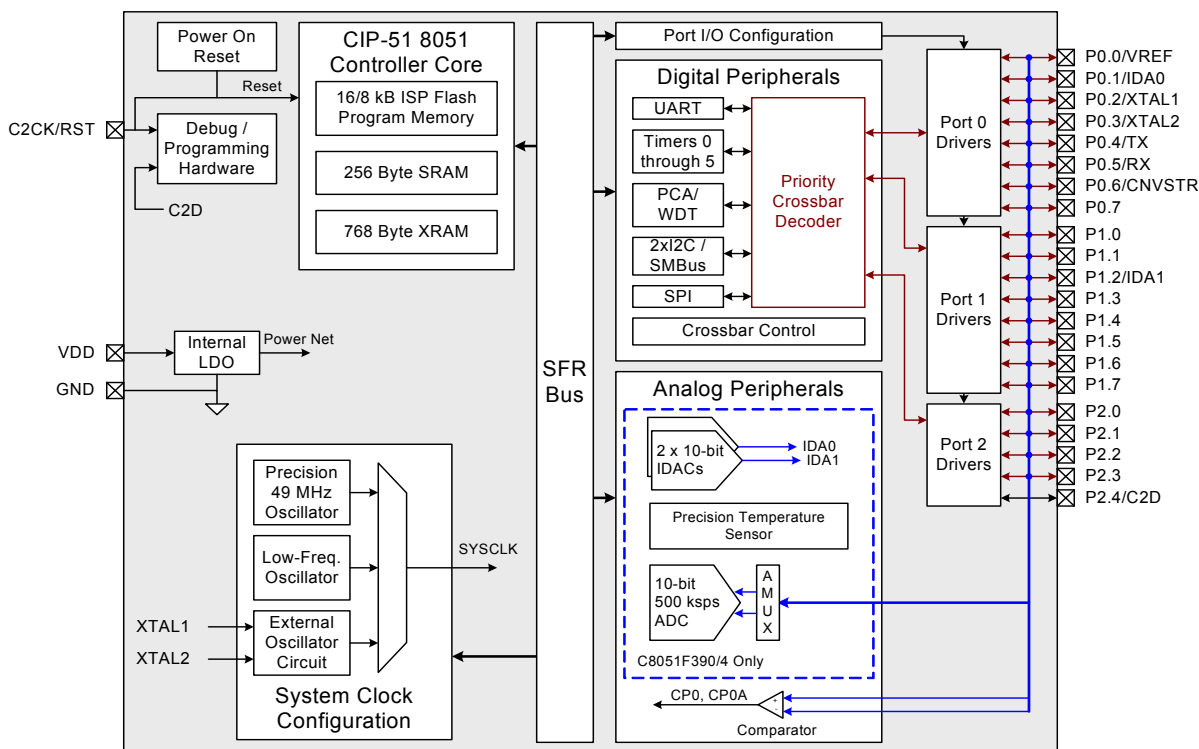 Power On
Reset
Reset
C2CK/RST
Debug /
Programming
Hardware
C2D
CIP-51 8051
Controller Core
16/8 kB ISP Flash
Program Memory
256 Byte SRAM
768 Byte XRAM
VDD
GND
Internal
LDO
Power Net
Precision
49 MHz
Oscillator
Low-Freq.
Oscillator
External
Oscillator
Circuit
XTAL1
XTAL2
SYSCLK
System Clock
Configuration
SFR
Bus
Port I/O Configuration
Digital Peripherals
UART
Timers 0
through 5
PCA/
WDT
2xI2C /
SMBus
SPI
Priority
Crossbar
Decoder
Crossbar Control
Analog Peripherals
2 x 10-bit
IDACs
IDA0
IDA1
Precision Temperature
Sensor
10-bit
500 ksps
ADC
A
M
U
X
C8051F390/4 Only
CP0, CP0A
+
-
Comparator
Port 0
Drivers
Port 1
Drivers
Port 2
Drivers
P0.0/VREF
P0.1/IDA0
P0.2/XTAL1
P0.3/XTAL2
P0.4/TX
P0.5/RX
P0.6/CNVSTR
P0.7
P1.0
P1.1
P1.2/IDA1
P1.3
P1.4
P1.5
P1.6
P1.7
P2.0
P2.1
P2.2
P2.3
P2.4/C2D